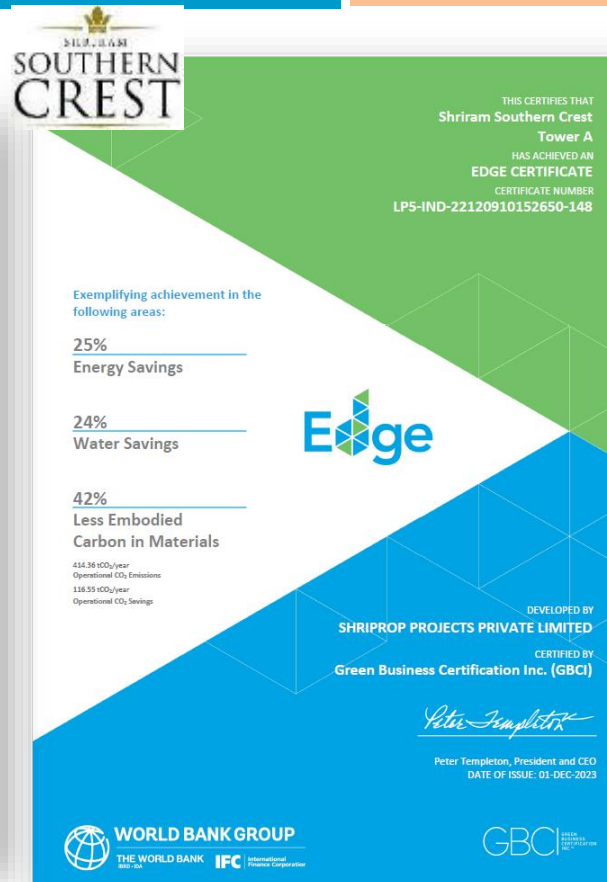 SHRIRAM
SOUTHERN
CREST
THIS CERTIFIES THAT
Shriram Southern Crest
Tower A
HAS ACHIEVED AN
EDGE CERTIFICATE
CERTIFICATE NUMBER
LP5-IND-22120910152650-148
Exemplifying achievement in the
following areas:
25%
Energy Savings
24%
Water Savings
42%
Less Embodied
Carbon in Materials
414.36 tCO₂/year
Operational CO₂ Emissions
116.55 tCO₂/year
Operational CO₂ Savings
Edge
DEVELOPED BY
SHRIPROP PROJECTS PRIVATE LIMITED
CERTIFIED BY
Green Business Certification Inc. (GBCI)
Peter Templeton
Peter Templeton, President and CEO
DATE OF ISSUE: 01-DEC-2023
WORLD BANK GROUP
THE WORLD BANK
IBRD • IDA
IFC International
Finance Corporation
GBCI GREEN
BUSINESS
CERTIFICATION
INC.™